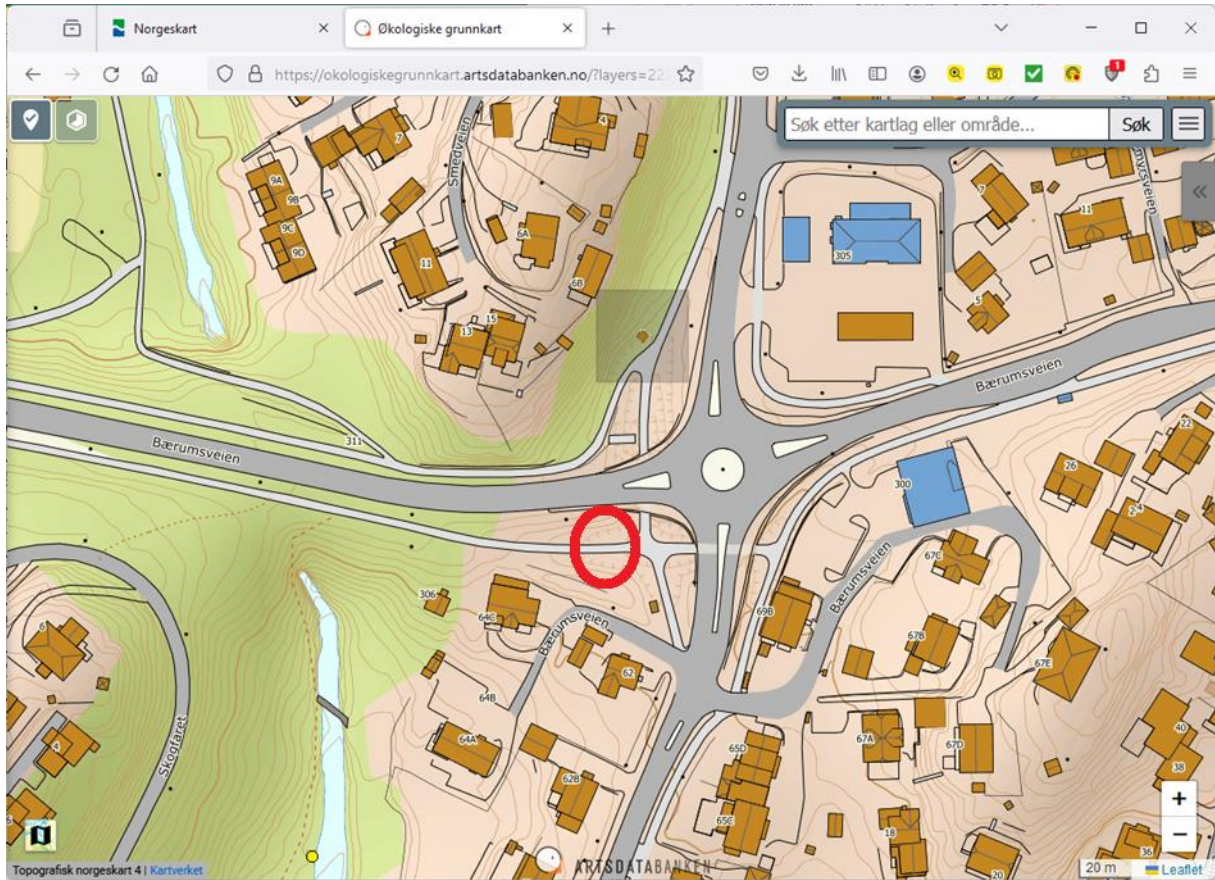 Norgeskart
Økologiske grunnkart
https://okologiskegrunnkart.artsdatabanken.no/?layers=22
1
Søk etter kartlag eller område...
Søk
4
7
Smedveien
9A
9B
9C
9D
6A
11
6B
15
13
305
7
11
myrsveien
5
Bærumsveien
Bærumsveien
311
22
26
24
300
306
64C
Bærumsveien
62
64B
64A
62B
69B
Bærumsveien
67C
67B
67E
67A
67D
65D
65C
18
20
40
38
36
6
4
Skogfaret
20 m
Topografisk norgeskart 4 | Kartverket
ARTSDATABANKEN
Leaflet